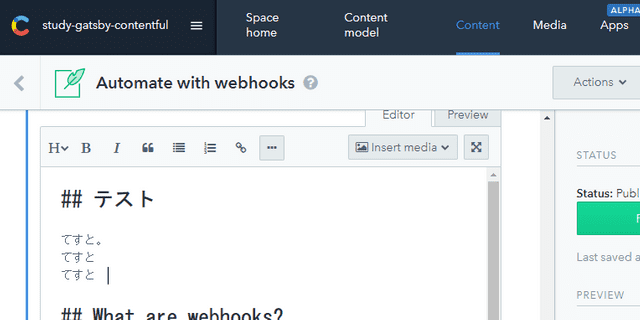 study-gatsby-contentful
Space home
Content model
Content
Media
ALPHA
Apps
Automate with webhooks
Actions
Editor
Preview
H B I
Insert media
## テスト
てすと。
てすと
てすと
## What are webhooks?
STATUS
Status: Publ
Last saved a
PREVIEW